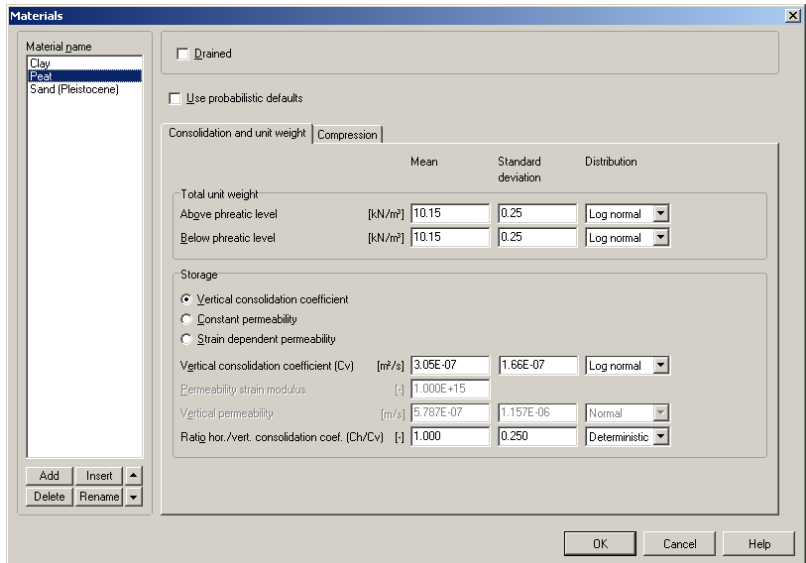 Materials
Material name
Clay
Peat
Sand (Pleistocene)
Add Insert
Delete Rename
Drained
Use probabilistic defaults
Consolidation and unit weight Compression
Mean Standard deviation Distribution
Total unit weight
Above phreatic level [kN/m³] 10.15 0.25 Log normal
Below phreatic level [kN/m³] 10.15 0.25 Log normal
Storage
Vertical consolidation coefficient
Constant permeability
Strain dependent permeability
Vertical consolidation coefficient (Cv) [m²/s] 3.05E-07 1.66E-07 Log normal
Permeability strain modulus [-] 1.000E+15
Vertical permeability [m/s] 5.787E-07 1.157E-06 Normal
Ratio hor./vert. consolidation coef. (Ch/Cv) [-] 1.000 0.250 Deterministic
OK Cancel Help